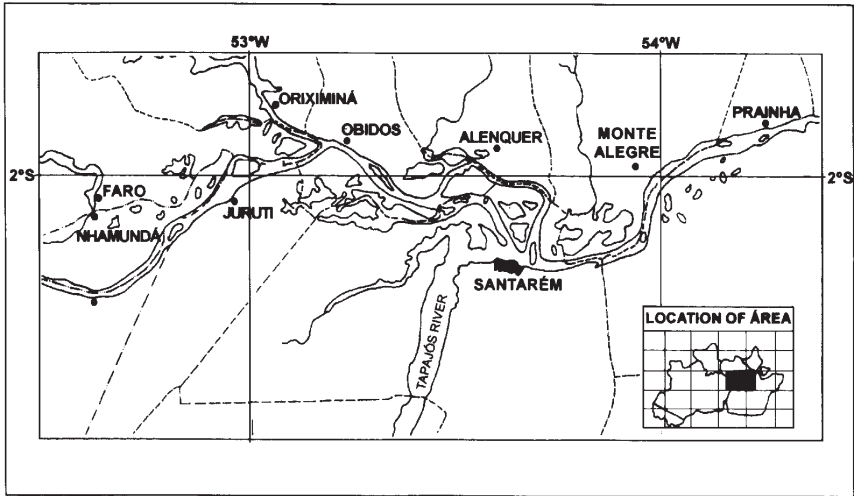 53°W
54°W
ORIXIMINÁ
OBIDOS
ALENQUER
MONTE
ALEGRE
PRAINHA
2°S
2°S
FARO
NHAMUNDÁ
JURUTI
SANTARÉM
TAPAJÓS RIVER
LOCATION OF ÁREA